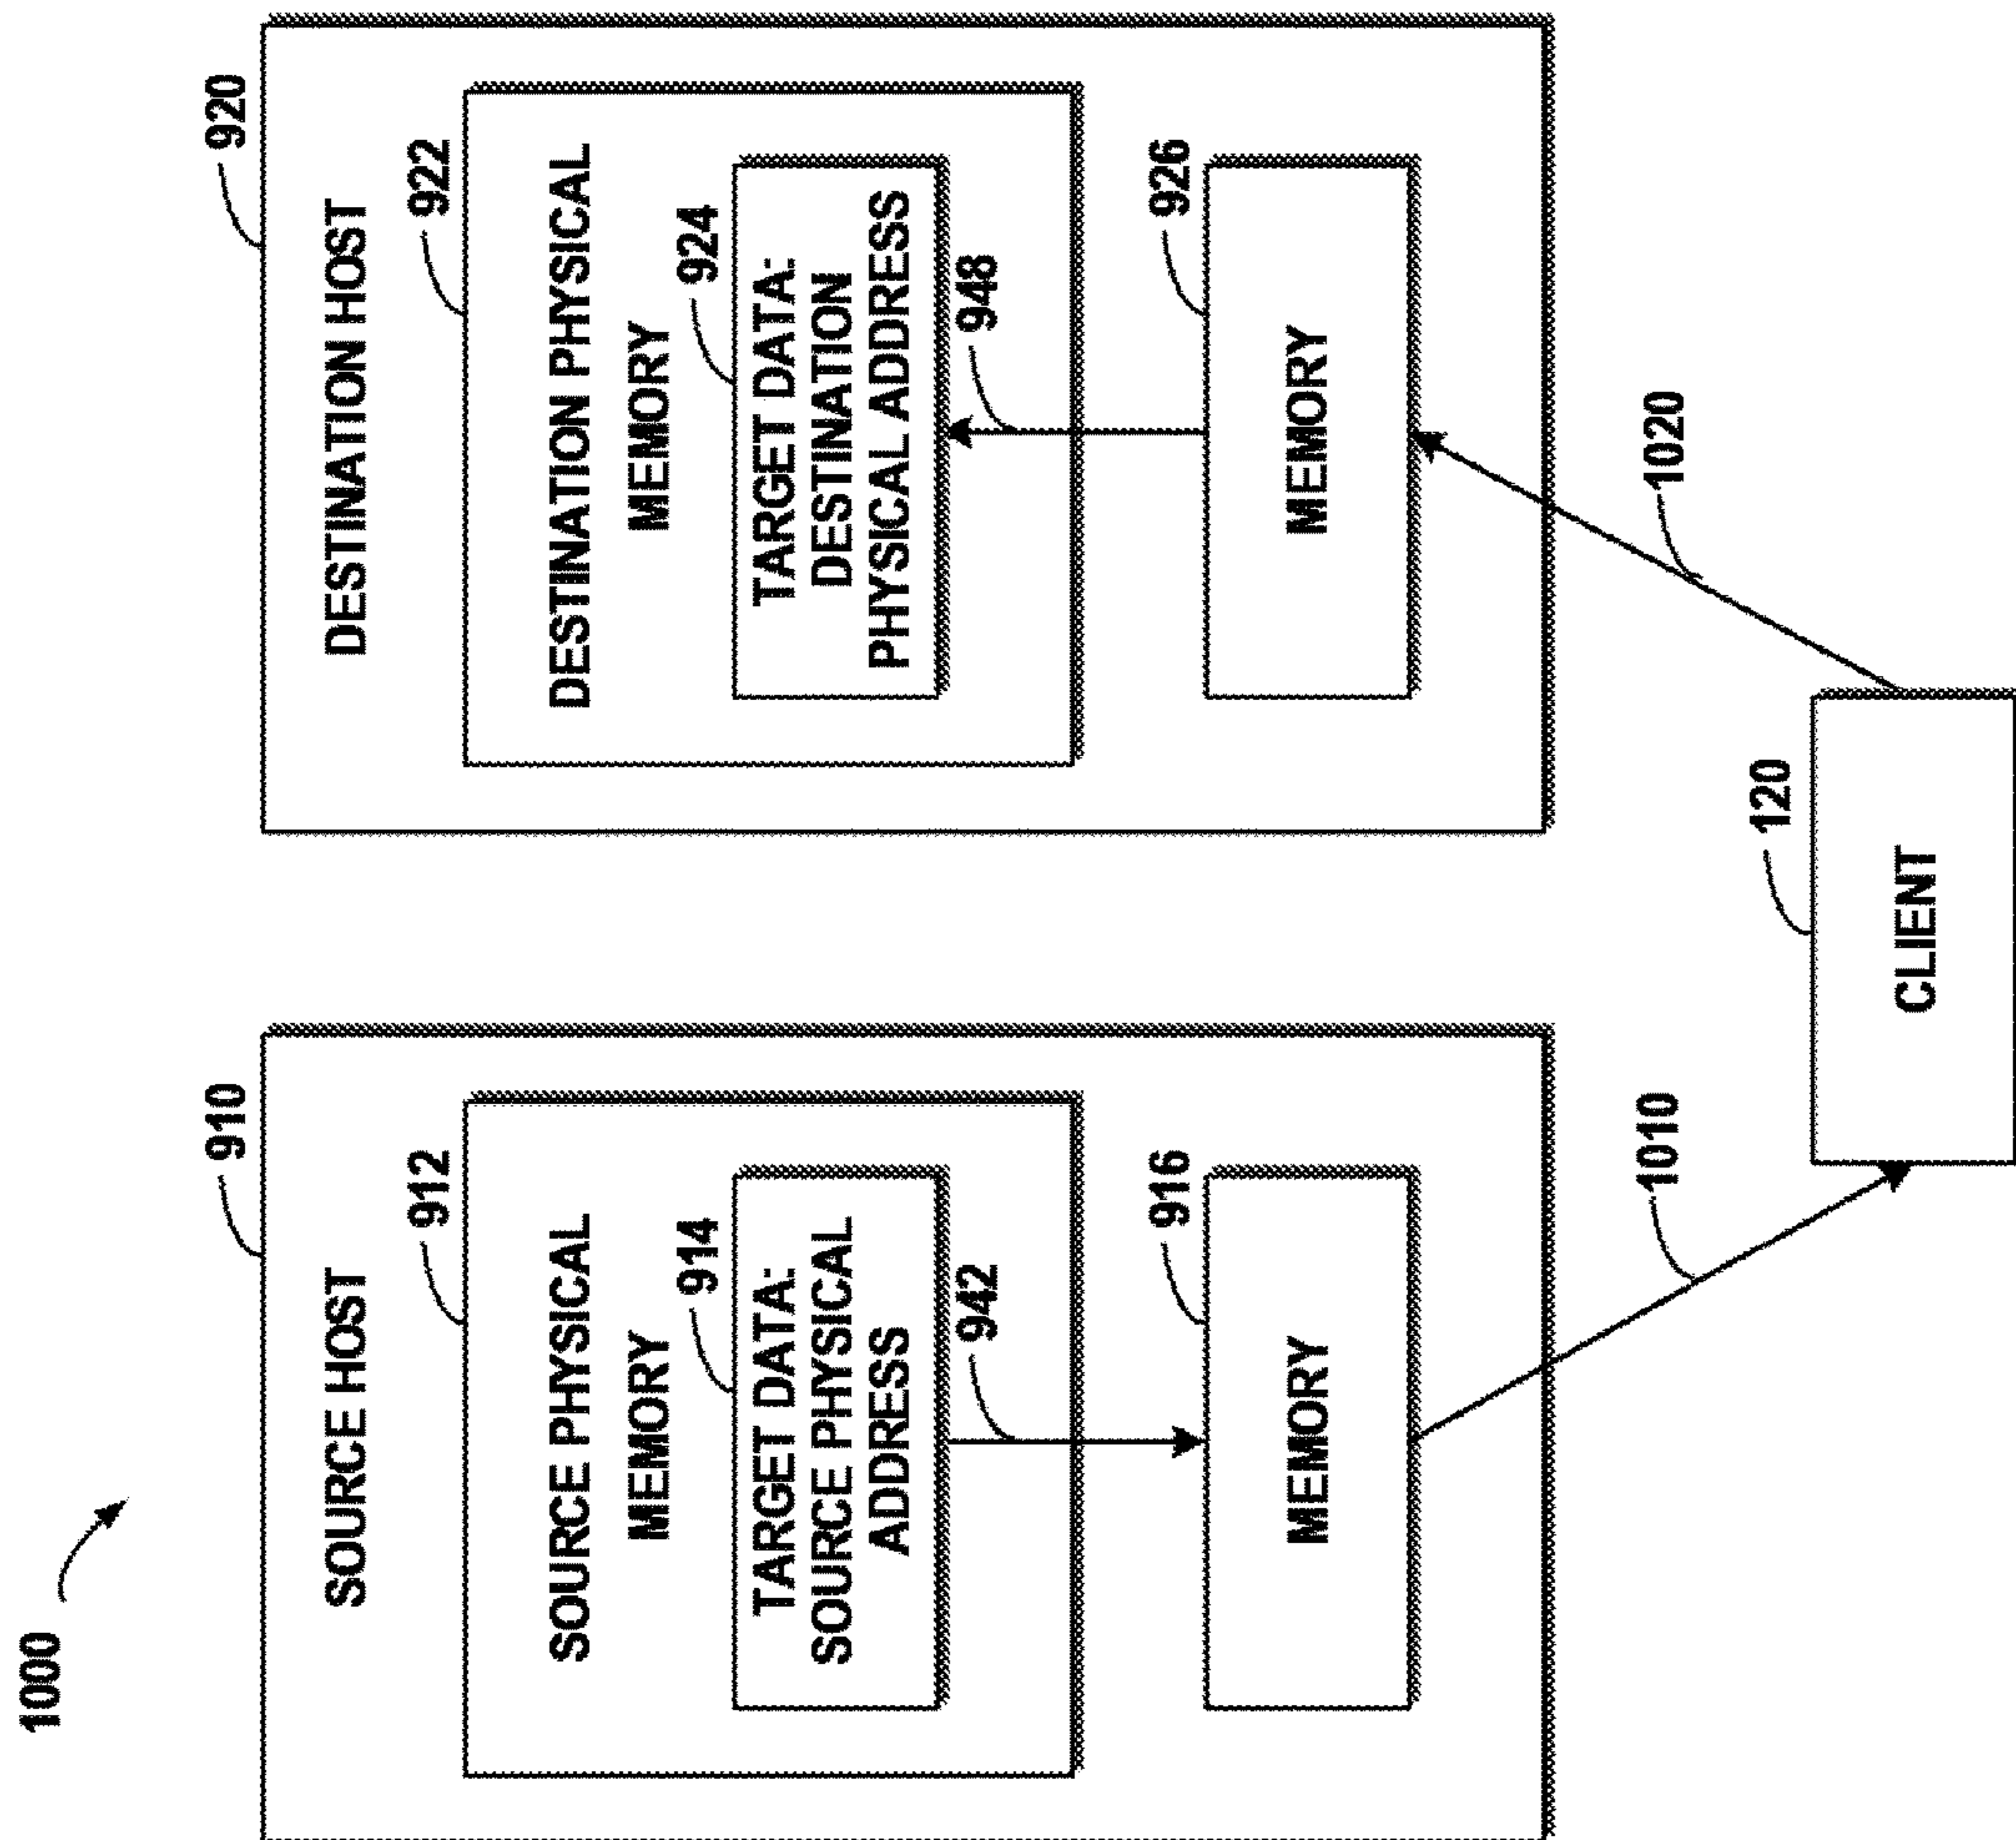 1000
910
SOURCE HOST
912
SOURCE PHYSICAL
MEMORY
914
TARGET DATA:
SOURCE PHYSICAL
ADDRESS
942
916
MEMORY
1010
920
DESTINATION HOST
922
DESTINATION PHYSICAL
MEMORY
924
TARGET DATA:
DESTINATION
PHYSICAL ADDRESS
948
926
MEMORY
1020
120
CLIENT